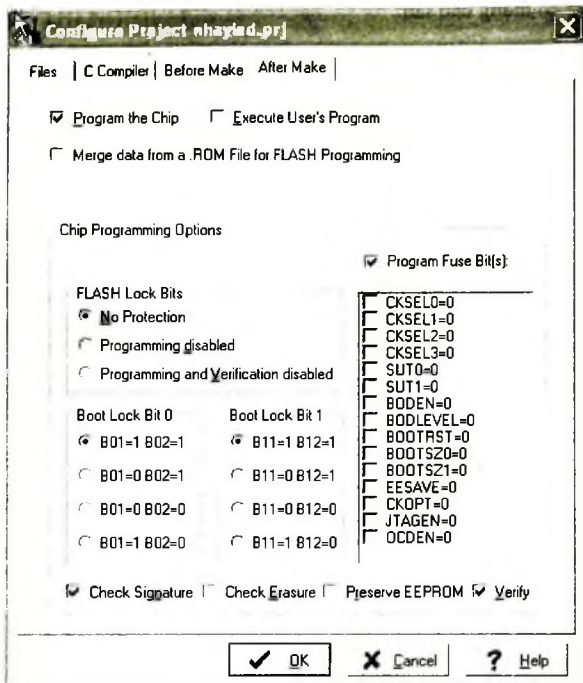 Configure Project nhayled.prj
Files C Compiler Before Make After Make
Program the Chip Execute User's Program
Merge data from a .ROM File for FLASH Programming
Chip Programming Options
Program Fuse Bit(s):
FLASH Lock Bits
No Protection
Programming disabled
Programming and Verification disabled
Boot Lock Bit 0
B01=1 B02=1
B01=0 B02=1
B01=0 B02=0
B01=1 B02=0
Boot Lock Bit 1
B11=1 B12=1
B11=0 B12=1
B11=0 B12=0
B11=1 B12=0
CKSEL0=0
CKSEL1=0
CKSEL2=0
CKSEL3=0
SUT0=0
SUT1=0
BODEN=0
BODLEVEL=0
BOOTRST=0
BOOTSZ0=0
BOOTSZ1=0
EESAVE=0
CKOPT=0
JTAGEN=0
OCDEN=0
Check Signature Check Erasure Preserve EEPROM Verify
OK Cancel ? Help